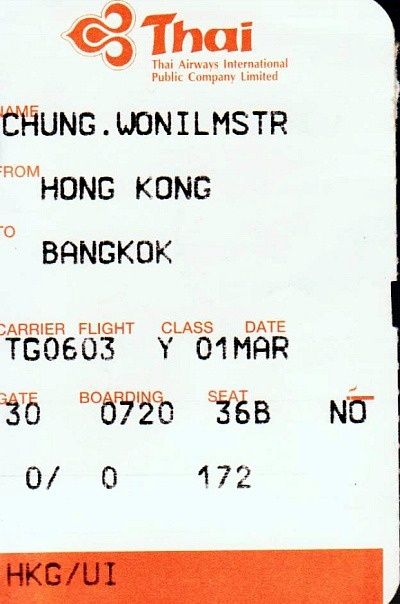 Thai
Thai Airways International
Public Company Limited
NAME
CHUNG.WONILMSTR
FROM
HONG KONG
TO
BANGKOK
CARRIER FLIGHT CLASS DATE
TG0603 Y 01MAR
GATE BOARDING SEAT
30 0720 36B NO
0/ 0 172
HKG/UI